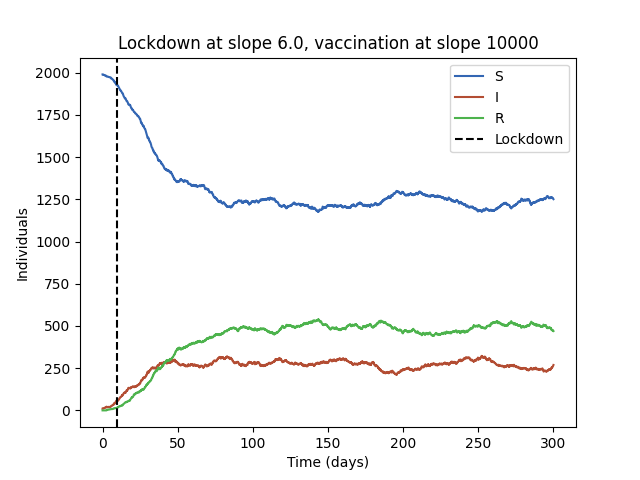 Lockdown at slope 6.0, vaccination at slope 10000
S
I
R
Lockdown
Individuals
2000
1750
1500
1250
1000
750
500
250
0
0 50 100 150 200 250 300
Time (days)